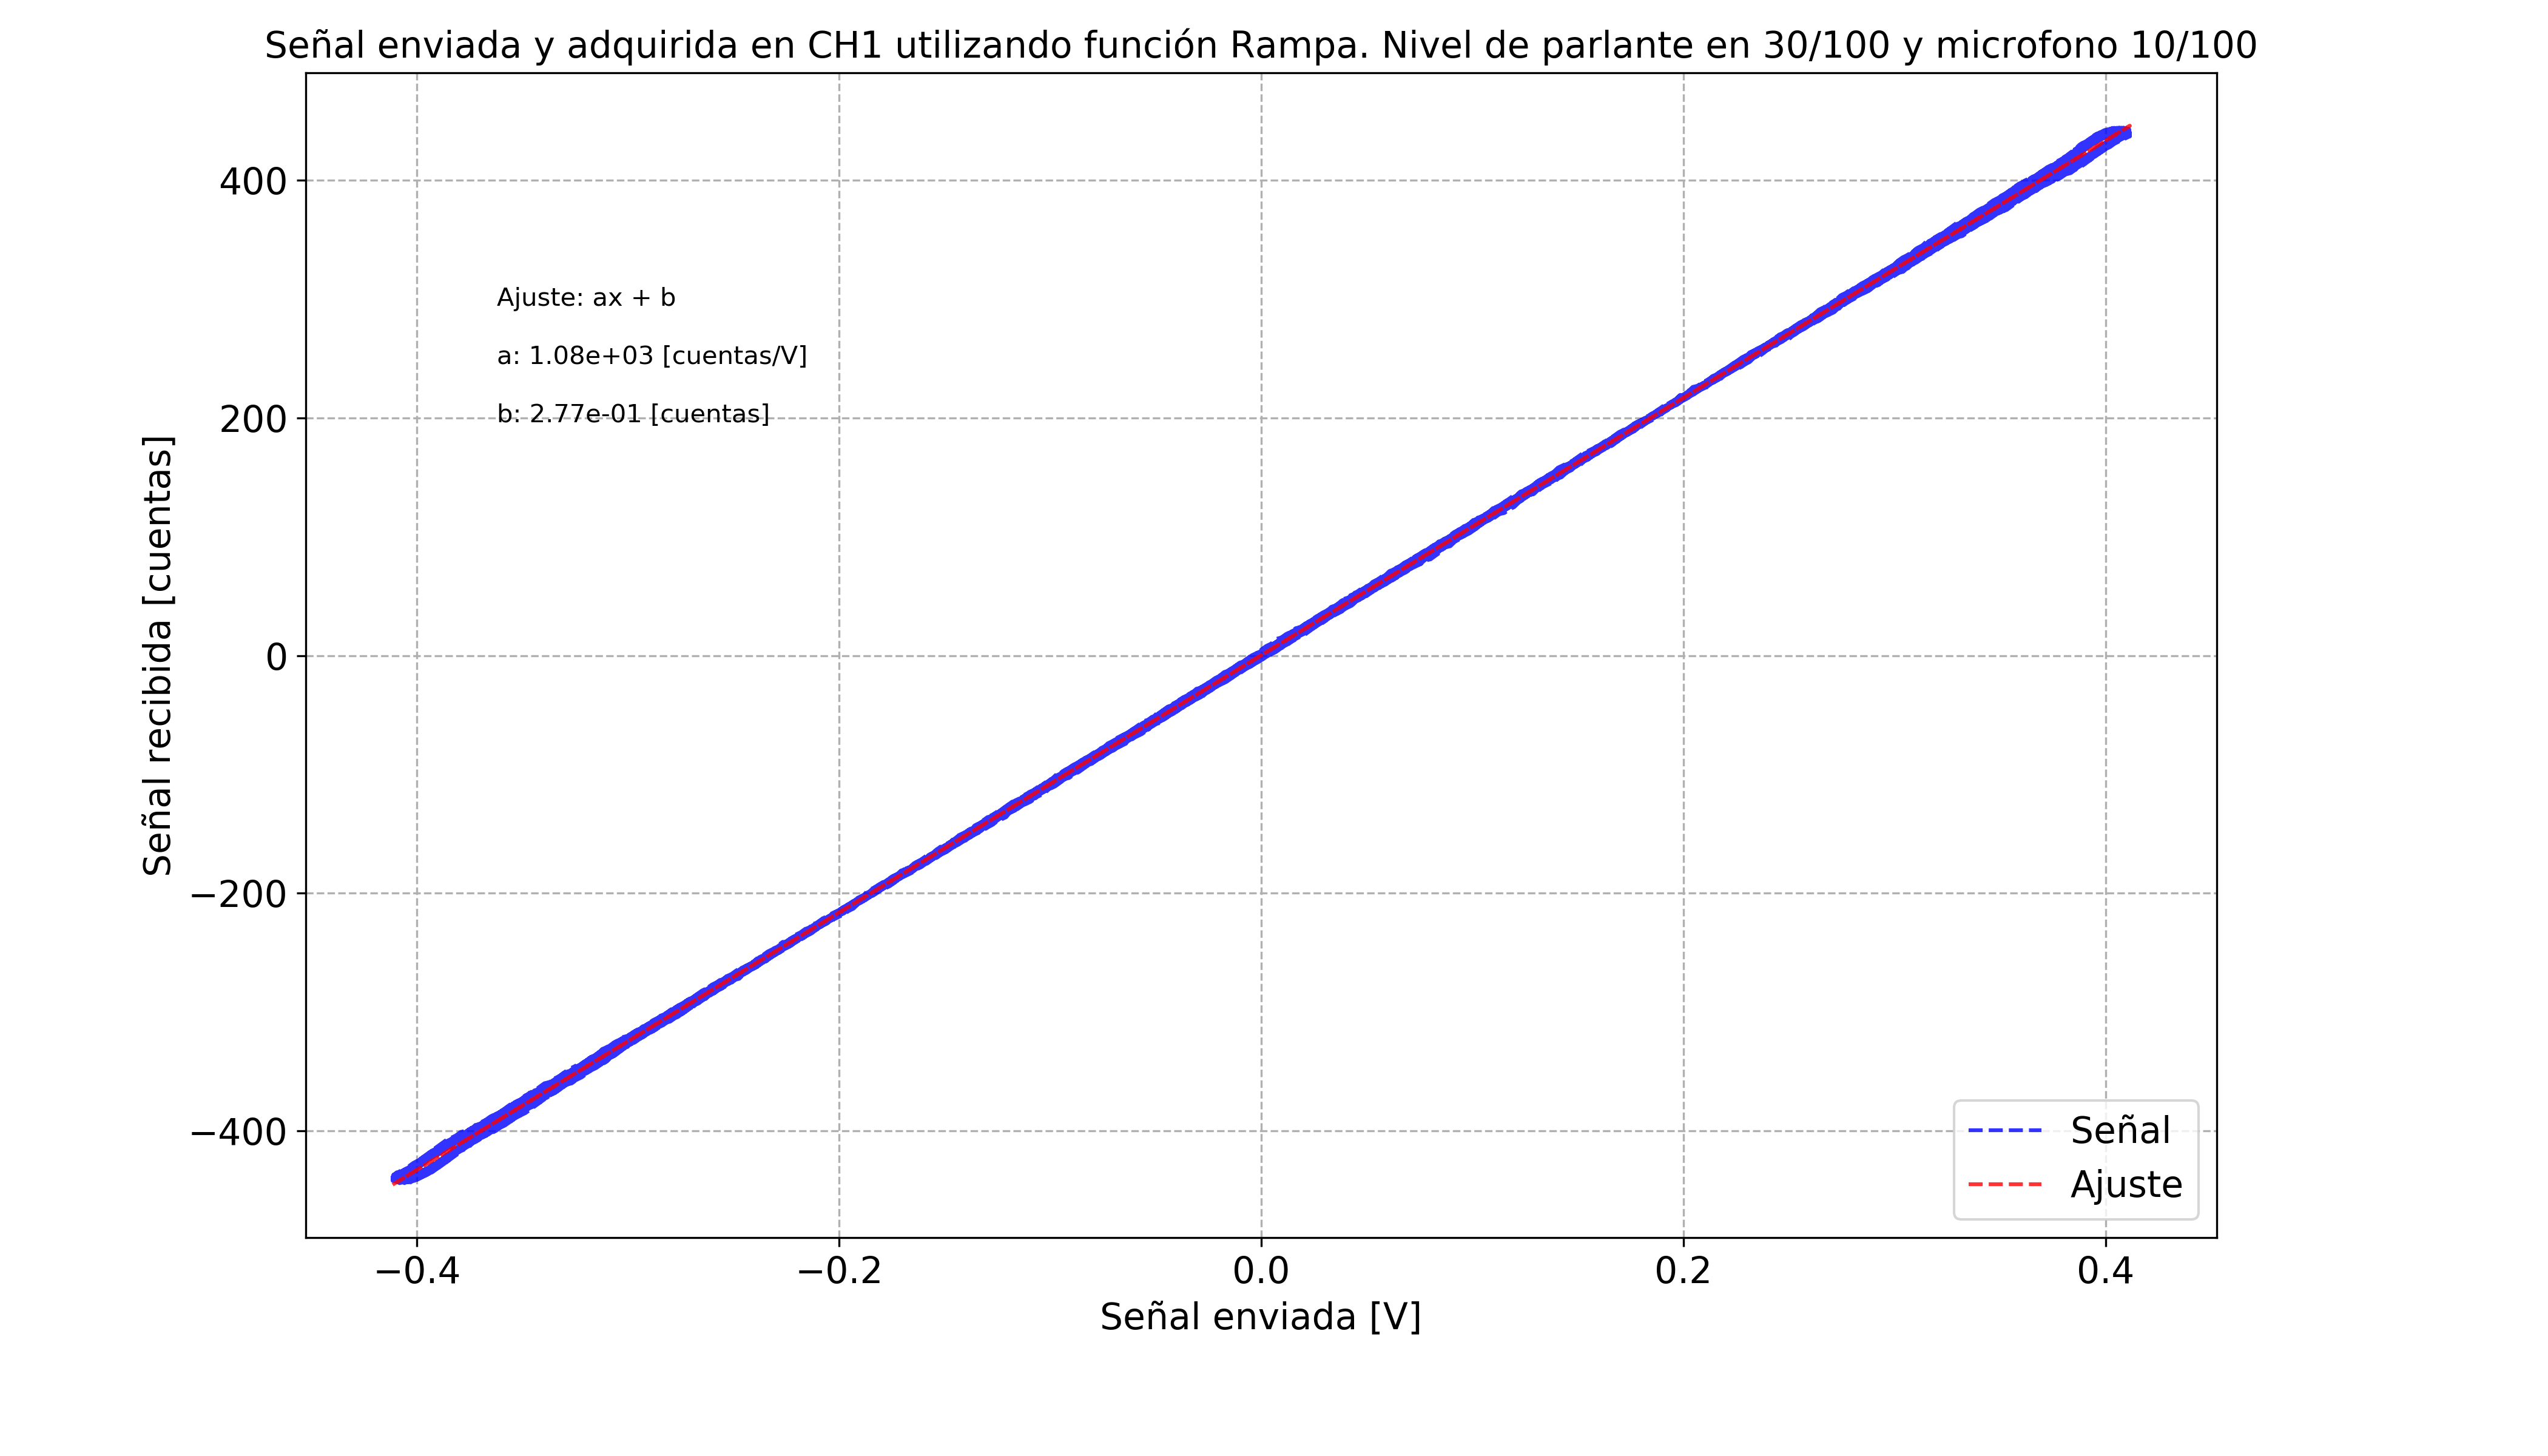 Señal enviada y adquirida en CH1 utilizando función Rampa. Nivel de parlante en 30/100 y microfono 10/100
Señal recibida [cuentas]
400
200
0
−200
−400
Ajuste: ax + b
a: 1.08e+03 [cuentas/V]
b: 2.77e-01 [cuentas]
Señal
Ajuste
−0.4
−0.2
0.0
0.2
0.4
Señal enviada [V]